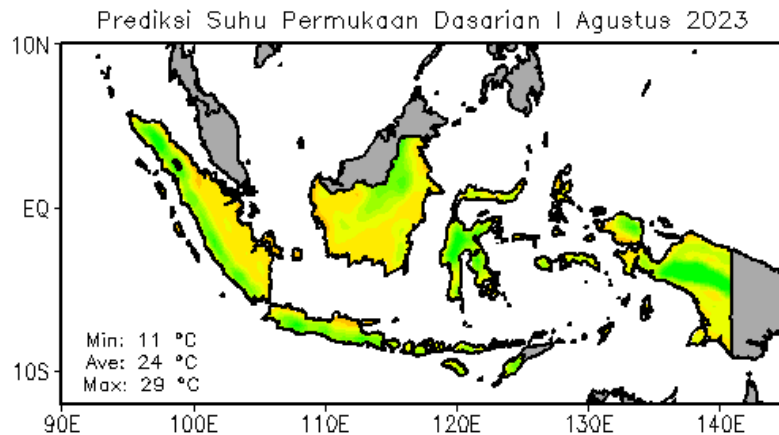 Prediksi Suhu Permukaan Dasarian I Agustus 2023
10N
EQ
10S
Min: 11 °C
Ave: 24 °C
Max: 29 °C
90E 100E 110E 120E 130E 140E